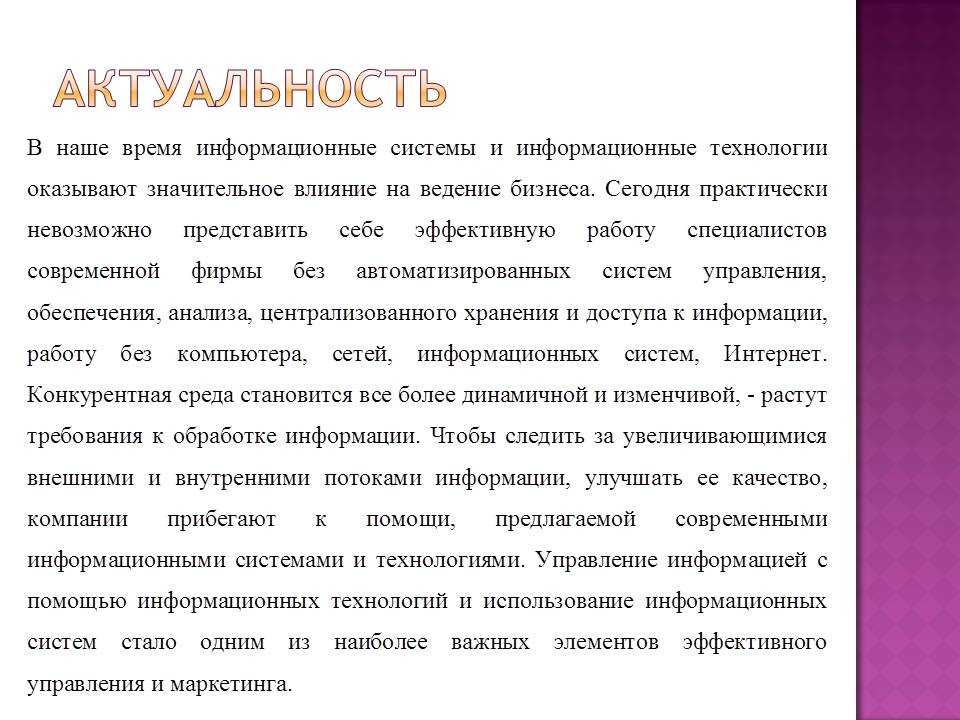 АКТУАЛЬНОСТЬ
В наше время информационные системы и информационные технологии
оказывают значительное влияние на ведение бизнеса. Сегодня практически
невозможно представить себе эффективную работу специалистов
современной фирмы без автоматизированных систем управления,
обеспечения, анализа, централизованного хранения и доступа к информации,
работу без компьютера, сетей, информационных систем, Интернет.
Конкурентная среда становится все более динамичной и изменчивой, - растут
требования к обработке информации. Чтобы следить за увеличивающимися
внешними и внутренними потоками информации, улучшать ее качество,
компании прибегают к помощи, предлагаемой современными
информационными системами и технологиями. Управление информацией с
помощью информационных технологий и использование информационных
систем стало одним из наиболее важных элементов эффективного
управления и маркетинга.